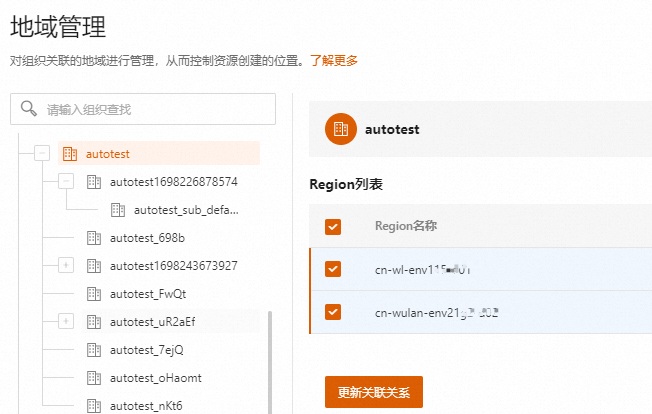 地域管理
对组织关联的地域进行管理，从而控制资源创建的位置。了解更多
请输入组织查找
autotest
autotest1698226878574
autotest_sub_defa...
autotest_698b
autotest1698243673927
autotest_FwQt
autotest_uR2aEf
autotest_7ejQ
autotest_oHaomt
autotest_nKt6
autotest
Region列表
Region名称
更新关联关系